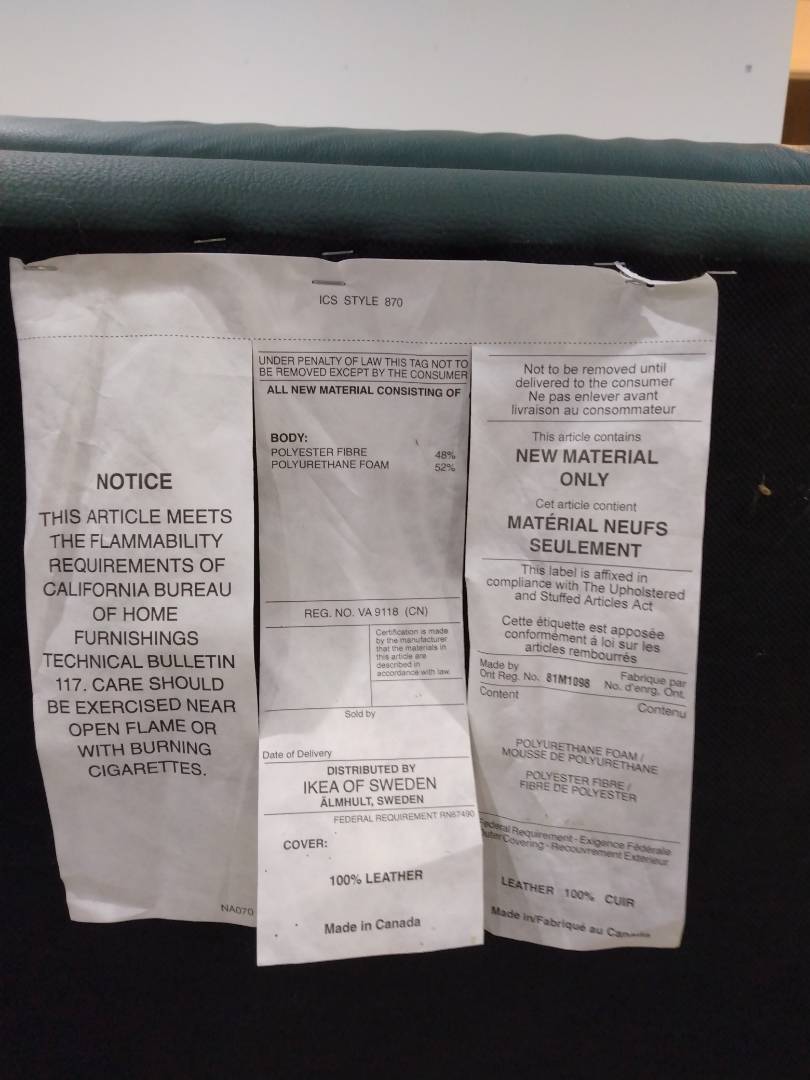 ICS STYLE 870
NOTICE
THIS ARTICLE MEETS
THE FLAMMABILITY
REQUIREMENTS OF
CALIFORNIA BUREAU
OF HOME
FURNISHINGS
TECHNICAL BULLETIN
117. CARE SHOULD
BE EXERCISED NEAR
OPEN FLAME OR
WITH BURNING
CIGARETTES.
NA070
UNDER PENALTY OF LAW THIS TAG NOT TO
BE REMOVED EXCEPT BY THE CONSUMER
ALL NEW MATERIAL CONSISTING OF
BODY:
POLYESTER FIBRE 48%
POLYURETHANE FOAM 52%
REG. NO. VA 9118 (CN)
Certification is made
by the manufacturer
that the materials in
this article are
described in
accordance with law.
Sold by
Date of Delivery
DISTRIBUTED BY
IKEA OF SWEDEN
ÄLMHULT, SWEDEN
FEDERAL REQUIREMENT RN67490
COVER:
100% LEATHER
Made in Canada
Not to be removed until
delivered to the consumer
Ne pas enlever avant
livraison au consommateur
This article contains
NEW MATERIAL
ONLY
Cet article contient
MATÉRIAL NEUFS
SEULEMENT
This label is affixed in
compliance with The Upholstered
and Stuffed Articles Act
Cette étiquette est apposée
conformément á loi sur les
articles rembourrés
Made by Fabrique par
Ont Reg. No. 81M1098 No. d'enrg. Ont.
Content Contenu
POLYURETHANE FOAM /
MOUSSE DE POLYURETHANE
POLYESTER FIBRE /
FIBRE DE POLYESTER
Federal Requirement - Exigence Fédérale
Outer Covering - Recouvrement Exterieur
LEATHER 100% CUIR
Made in/Fabriqué au Canada